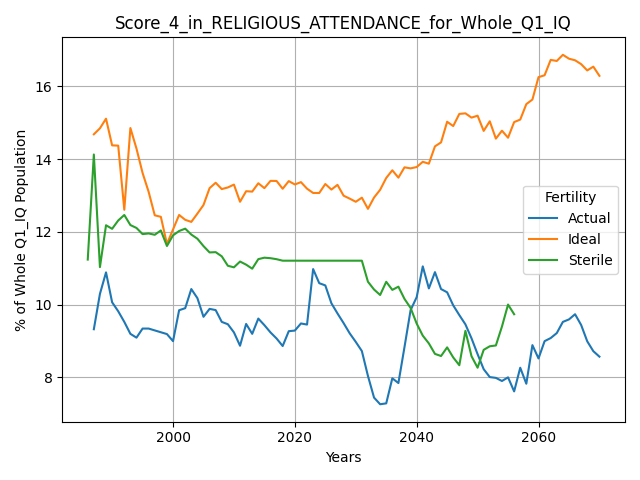 Score_4_in_RELIGIOUS_ATTENDANCE_for_Whole_Q1_IQ
% of Whole Q1_IQ Population
16
14
12
10
8
2000 2020 2040 2060
Years
Fertility
Actual
Ideal
Sterile